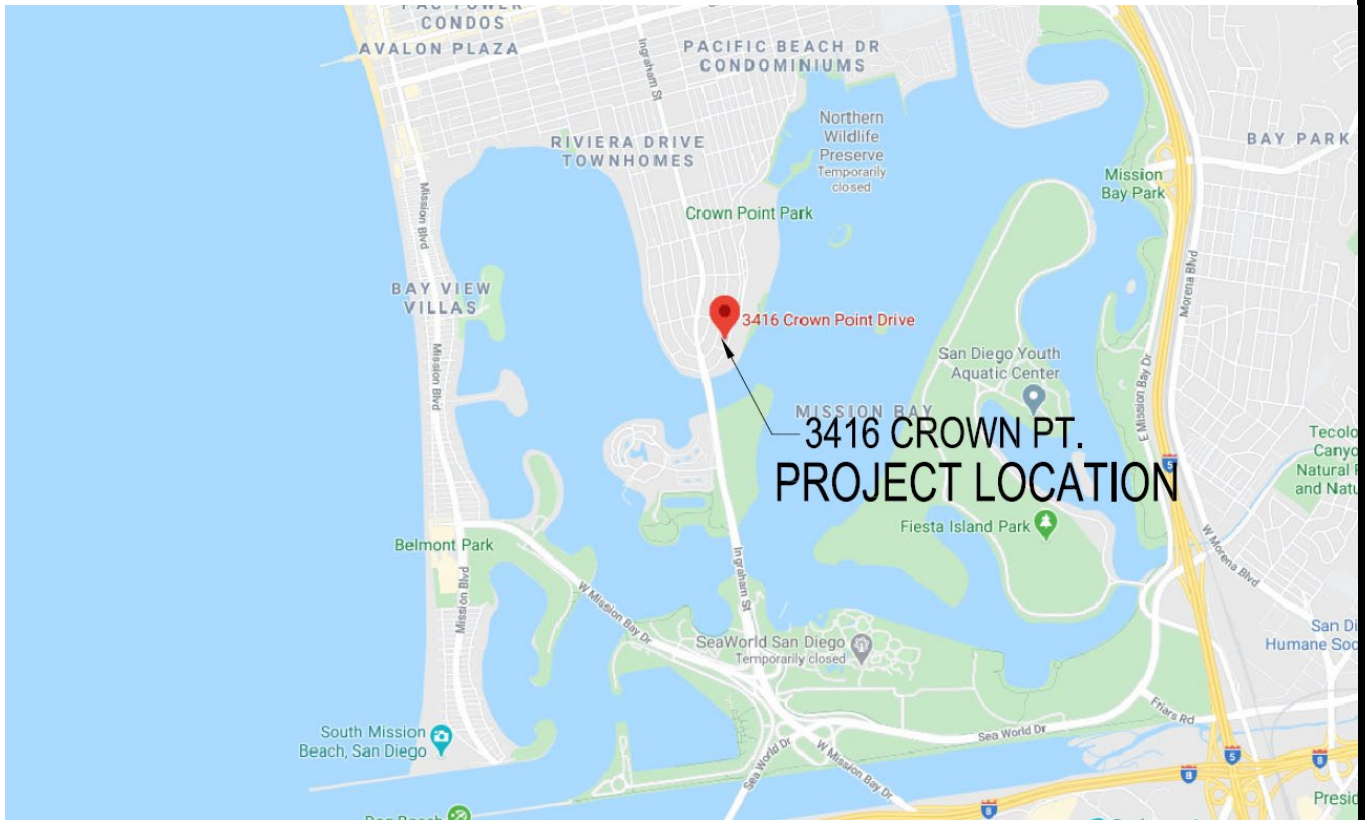 CONDOS
AVALON PLAZA
Ingraham St
PACIFIC BEACH DR
CONDOMINIUMS
Northern
Wildlife
Preserve
Temporarily
closed
BAY PARK
RIVIERA DRIVE
TOWNHOMES
Mission
Bay Park
Mission Blvd
Crown Point Park
BAY VIEW
VILLAS
Morena Blvd
3416 Crown Point Drive
Mission Blvd
San Diego Youth
Aquatic Center
E Mission Bay Dr
MISSION BAY
3416 CROWN PT.
PROJECT LOCATION
5
Fiesta Island Park
W Morena Blvd
Belmont Park
Mission Blvd
Ingraham St
W Mission Bay Dr
SeaWorld San Diego
Temporarily closed
Friars Rd
South Mission
Beach, San Diego
Sea World Dr
Sea World Dr
W Mission Bay Dr
5
8
8
8